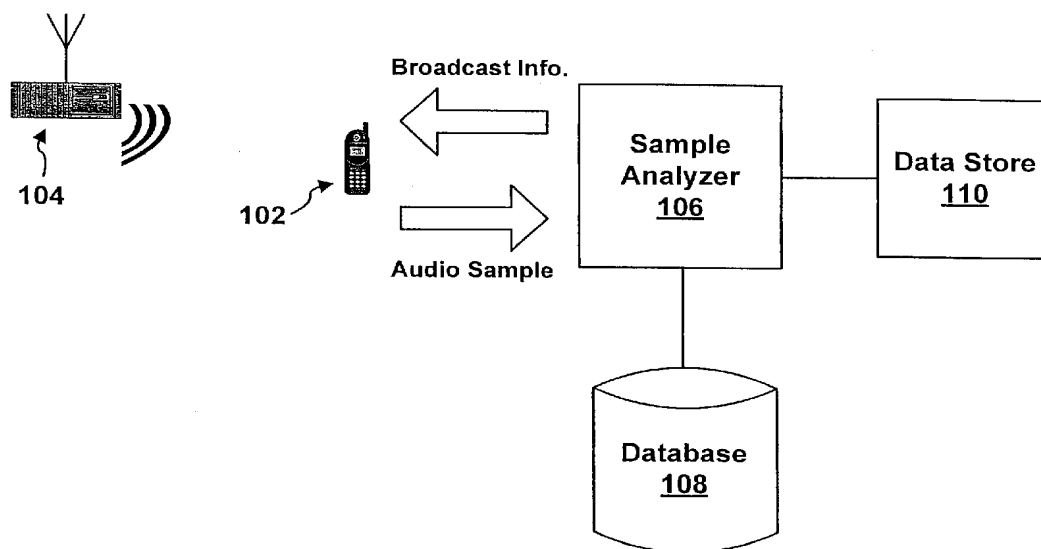 Broadcast Info.
104
102
Audio Sample
Sample
Analyzer
106
Data Store
110
Database
108